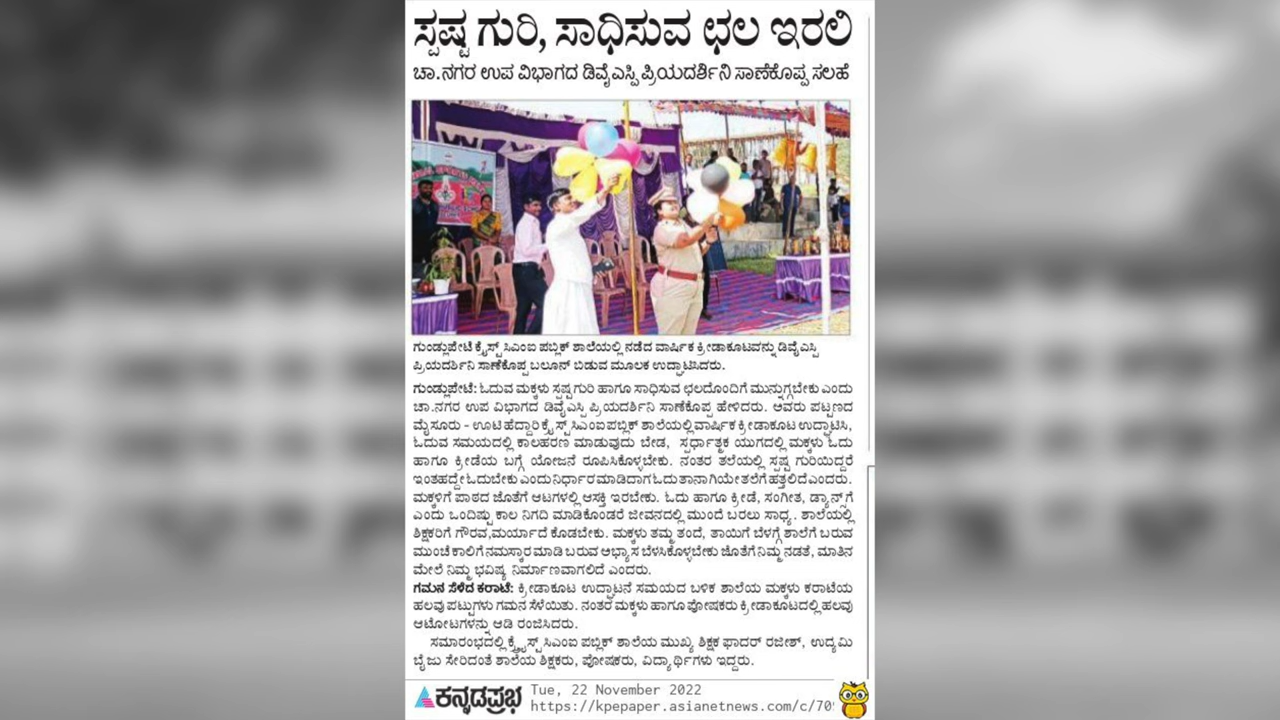 ಸ್ಪಷ್ಟ ಗುರಿ, ಸಾಧಿಸುವ ಛಲ ಇರಲಿ
ಚಾ.ನಗರ ಉಪ ವಿಭಾಗದ ಡಿವೈಎಸ್ಪಿ ಪ್ರಿಯದರ್ಶಿನಿ ಸಾಣೆಕೊಪ್ಪ ಸಲಹೆ
ಗುಂಡ್ಲುಪೇಟೆ ಕ್ರೈಸ್ಟ್ ಸಿಎಂಐ ಪಬ್ಲಿಕ್ ಶಾಲೆಯಲ್ಲಿ ನಡೆದ ವಾರ್ಷಿಕ ಕ್ರೀಡಾಕೂಟವನ್ನು ಡಿವೈಎಸ್ಪಿ
ಪ್ರಿಯದರ್ಶಿನಿ ಸಾಣೆಕೊಪ್ಪ ಬಲೂನ್ ಬಿಡುವ ಮೂಲಕ ಉದ್ಘಾಟಿಸಿದರು.
ಗುಂಡ್ಲುಪೇಟೆ: ಓದುವ ಮಕ್ಕಳು ಸ್ಪಷ್ಟ ಗುರಿ ಹಾಗೂ ಸಾಧಿಸುವ ಛಲದೊಂದಿಗೆ ಮುನ್ನುಗ್ಗಬೇಕು ಎಂದು
ಚಾ.ನಗರ ಉಪ ವಿಭಾಗದ ಡಿವೈಎಸ್ಪಿ ಪ್ರಿಯದರ್ಶಿನಿ ಸಾಣೆಕೊಪ್ಪ ಹೇಳಿದರು. ಅವರು ಪಟ್ಟಣದ
ಮೈಸೂರು - ಊಟಿ ಹೆದ್ದಾರಿ ಕ್ರೈಸ್ಟ್ ಸಿಎಂಐ ಪಬ್ಲಿಕ್ ಶಾಲೆಯಲ್ಲಿ ವಾರ್ಷಿಕ ಕ್ರೀಡಾಕೂಟ ಉದ್ಘಾಟಿಸಿ,
ಓದುವ ಸಮಯದಲ್ಲಿ ಕಾಲಹರಣ ಮಾಡುವುದು ಬೇಡ, ಸ್ಪರ್ಧಾತ್ಮಕ ಯುಗದಲ್ಲಿ ಮಕ್ಕಳು ಓದು
ಹಾಗೂ ಕ್ರೀಡೆಯ ಬಗ್ಗೆ ಯೋಜನೆ ರೂಪಿಸಿಕೊಳ್ಳಬೇಕು. ನಂತರ ತಲೆಯಲ್ಲಿ ಸ್ಪಷ್ಟ ಗುರಿಯಿದ್ದರೆ
ಇಂತಹದ್ದೇ ಓದುಬೇಕು ಎಂದು ನಿರ್ಧಾರ ಮಾಡಿದಾಗ ಓದು ತಾನಾಗಿಯೇ ತಲೆಗೆ ಹತ್ತಲಿದೆ ಎಂದರು.
ಮಕ್ಕಳಿಗೆ ಪಾಠದ ಜೊತೆಗೆ ಆಟಗಳಲ್ಲಿ ಆಸಕ್ತಿ ಇರಬೇಕು. ಓದು ಹಾಗೂ ಕ್ರೀಡೆ, ಸಂಗೀತ, ಡ್ಯಾನ್ಸ್‌ಗೆ
ಎಂದು ಒಂದಿಷ್ಟು ಕಾಲ ನಿಗದಿ ಮಾಡಿಕೊಂಡರೆ ಜೀವನದಲ್ಲಿ ಮುಂದೆ ಬರಲು ಸಾಧ್ಯ. ಶಾಲೆಯಲ್ಲಿ
ಶಿಕ್ಷಕರಿಗೆ ಗೌರವ,ಮರ್ಯಾದೆ ಕೊಡಬೇಕು. ಮಕ್ಕಳು ತಮ್ಮ ತಂದೆ, ತಾಯಿಗೆ ಬೆಳಗ್ಗೆ ಶಾಲೆಗೆ ಬರುವ
ಮುಂಚೆ ಕಾಲಿಗೆ ನಮಸ್ಕಾರ ಮಾಡಿ ಬರುವ ಅಭ್ಯಾಸ ಬೆಳಸಿಕೊಳ್ಳಬೇಕು ಜೊತೆಗೆ ನಿಮ್ಮ ನಡತೆ, ಮಾತಿನ
ಮೇಲೆ ನಿಮ್ಮ ಭವಿಷ್ಯ ನಿರ್ಮಾಣವಾಗಲಿದೆ ಎಂದರು.
ಗಮನ ಸೆಳೆದ ಕರಾಟೆ: ಕ್ರೀಡಾಕೂಟ ಉದ್ಘಾಟನೆ ಸಮಯದ ಬಳಿಕ ಶಾಲೆಯ ಮಕ್ಕಳು ಕರಾಟೆಯ
ಹಲವು ಪಟ್ಟುಗಳು ಗಮನ ಸೆಳೆಯಿತು. ನಂತರ ಮಕ್ಕಳು ಹಾಗೂ ಪೋಷಕರು ಕ್ರೀಡಾಕೂಟದಲ್ಲಿ ಹಲವು
ಆಟೋಟಗಳನ್ನು ಆಡಿ ರಂಜಿಸಿದರು.
ಸಮಾರಂಭದಲ್ಲಿ ಕ್ರೈಸ್ಟ್ ಸಿಎಂಐ ಪಬ್ಲಿಕ್ ಶಾಲೆಯ ಮುಖ್ಯ ಶಿಕ್ಷಕ ಫಾದರ್ ರಜೀಶ್, ಉದ್ಯಮಿ
ಬೈಜು ಸೇರಿದಂತೆ ಶಾಲೆಯ ಶಿಕ್ಷಕರು, ಪೋಷಕರು, ವಿದ್ಯಾರ್ಥಿಗಳು ಇದ್ದರು.
ಕನ್ನಡಪ್ರಭ
Tue, 22 November 2022
https://kpepaper.asianetnews.com/c/709